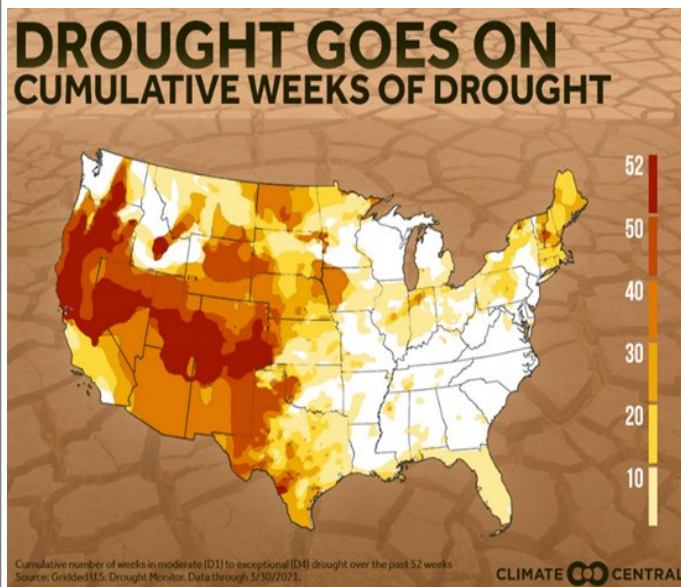 DROUGHT GOES ON
CUMULATIVE WEEKS OF DROUGHT
52
50
40
30
20
10
Cumulative number of weeks in moderate (D1) to exceptional (D4) drought over the past 52 weeks
Source: Gridded U.S. Drought Monitor. Data through 3/30/2021.
CLIMATE CENTRAL